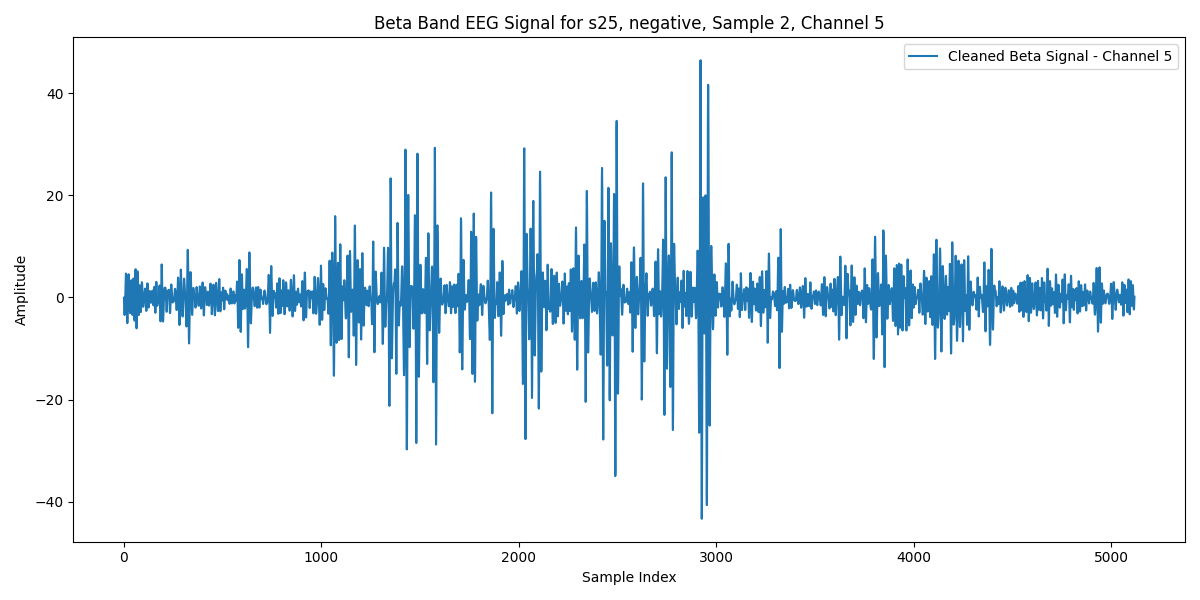 Beta Band EEG Signal for s25, negative, Sample 2, Channel 5
Cleaned Beta Signal - Channel 5
40
20
0
−20
−40
Amplitude
0 1000 2000 3000 4000 5000
Sample Index